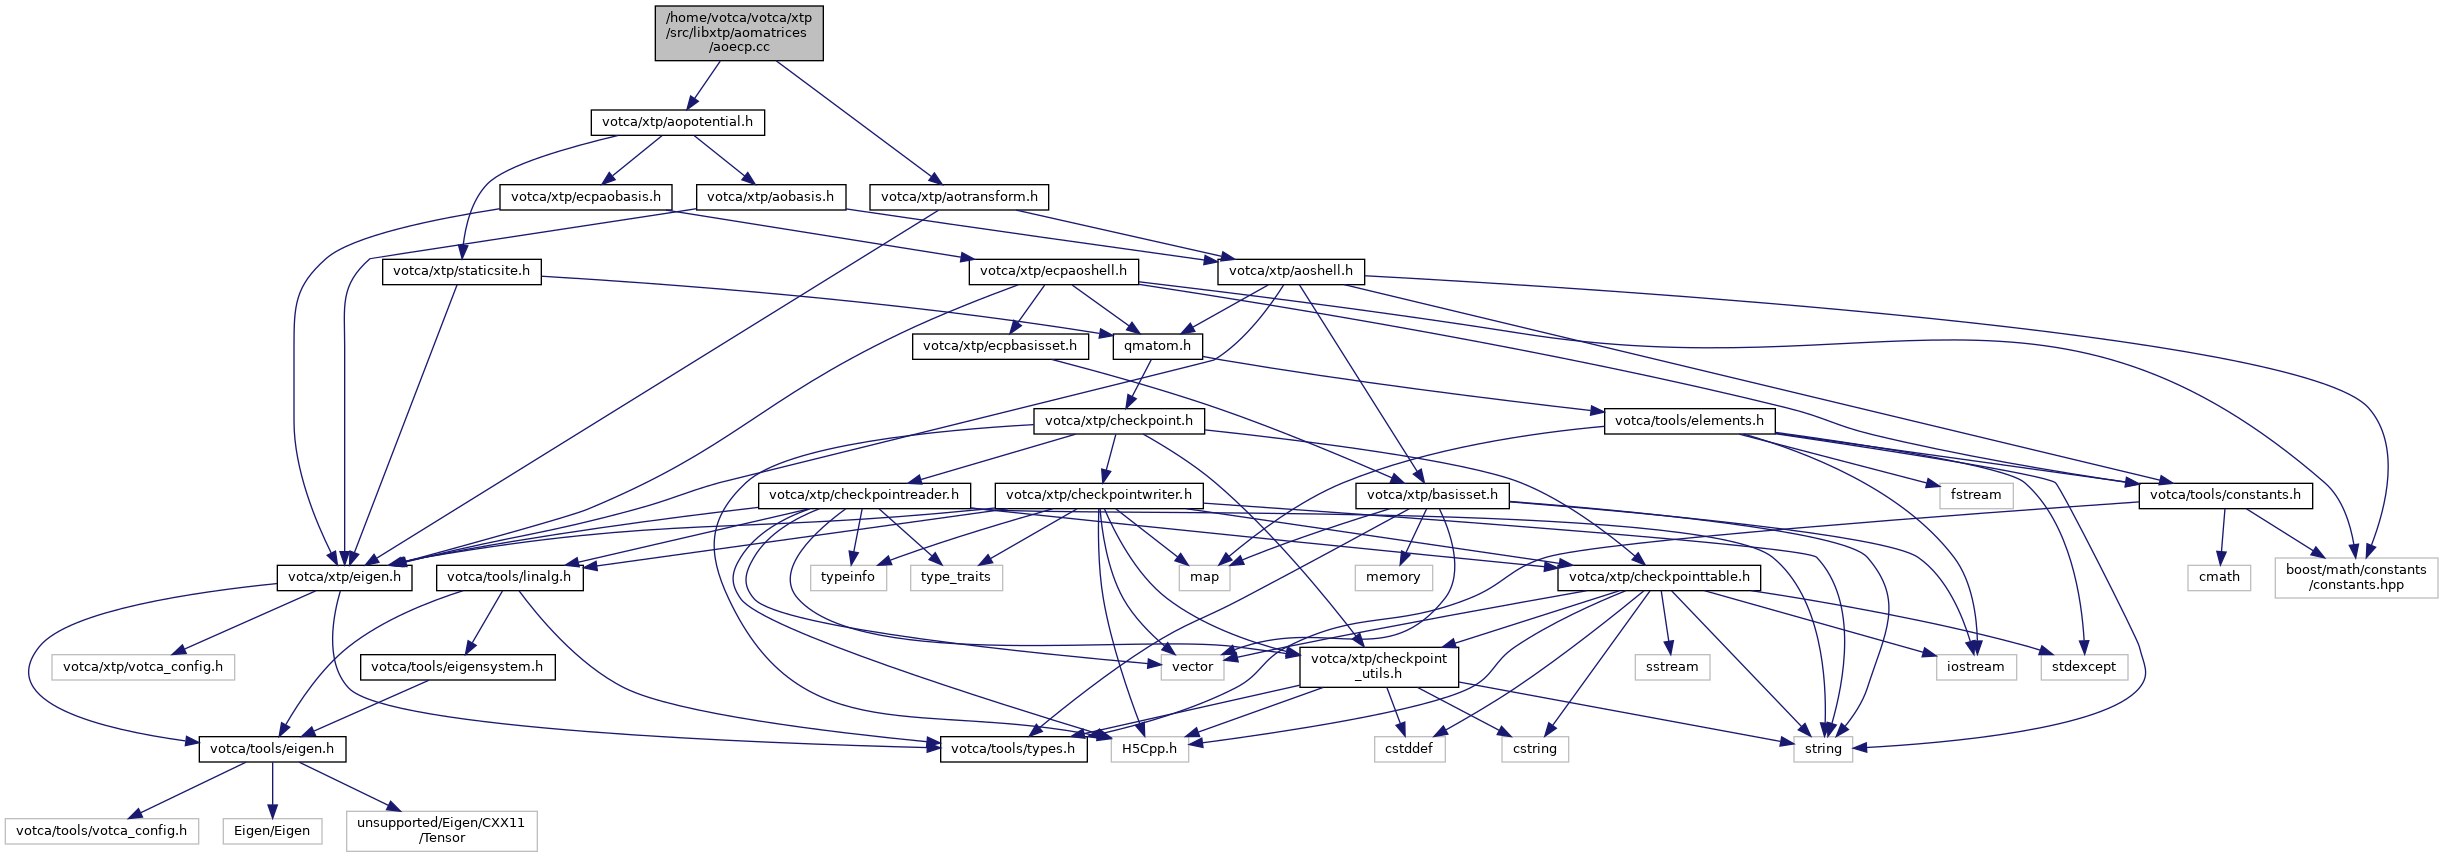 /home/votca/votca/xtp
/src/libxtp/aomatrices
/aoecp.cc
votca/xtp/aopotential.h
votca/xtp/ecpaobasis.h
votca/xtp/aobasis.h
votca/xtp/aotransform.h
votca/xtp/staticsite.h
votca/xtp/ecpaoshell.h
votca/xtp/aoshell.h
votca/xtp/ecpbasisset.h
qmatom.h
votca/xtp/checkpoint.h
votca/tools/elements.h
votca/xtp/checkpointreader.h
votca/xtp/checkpointwriter.h
votca/xtp/basisset.h
fstream
votca/tools/constants.h
votca/xtp/eigen.h
votca/tools/linalg.h
typeinfo
type_traits
map
memory
votca/xtp/checkpointtable.h
cmath
boost/math/constants
/constants.hpp
votca/xtp/votca_config.h
votca/tools/eigensystem.h
vector
votca/xtp/checkpoint
_utils.h
sstream
iostream
stdexcept
votca/tools/eigen.h
votca/tools/types.h
H5Cpp.h
cstddef
cstring
string
votca/tools/votca_config.h
Eigen/Eigen
unsupported/Eigen/CXX11
/Tensor